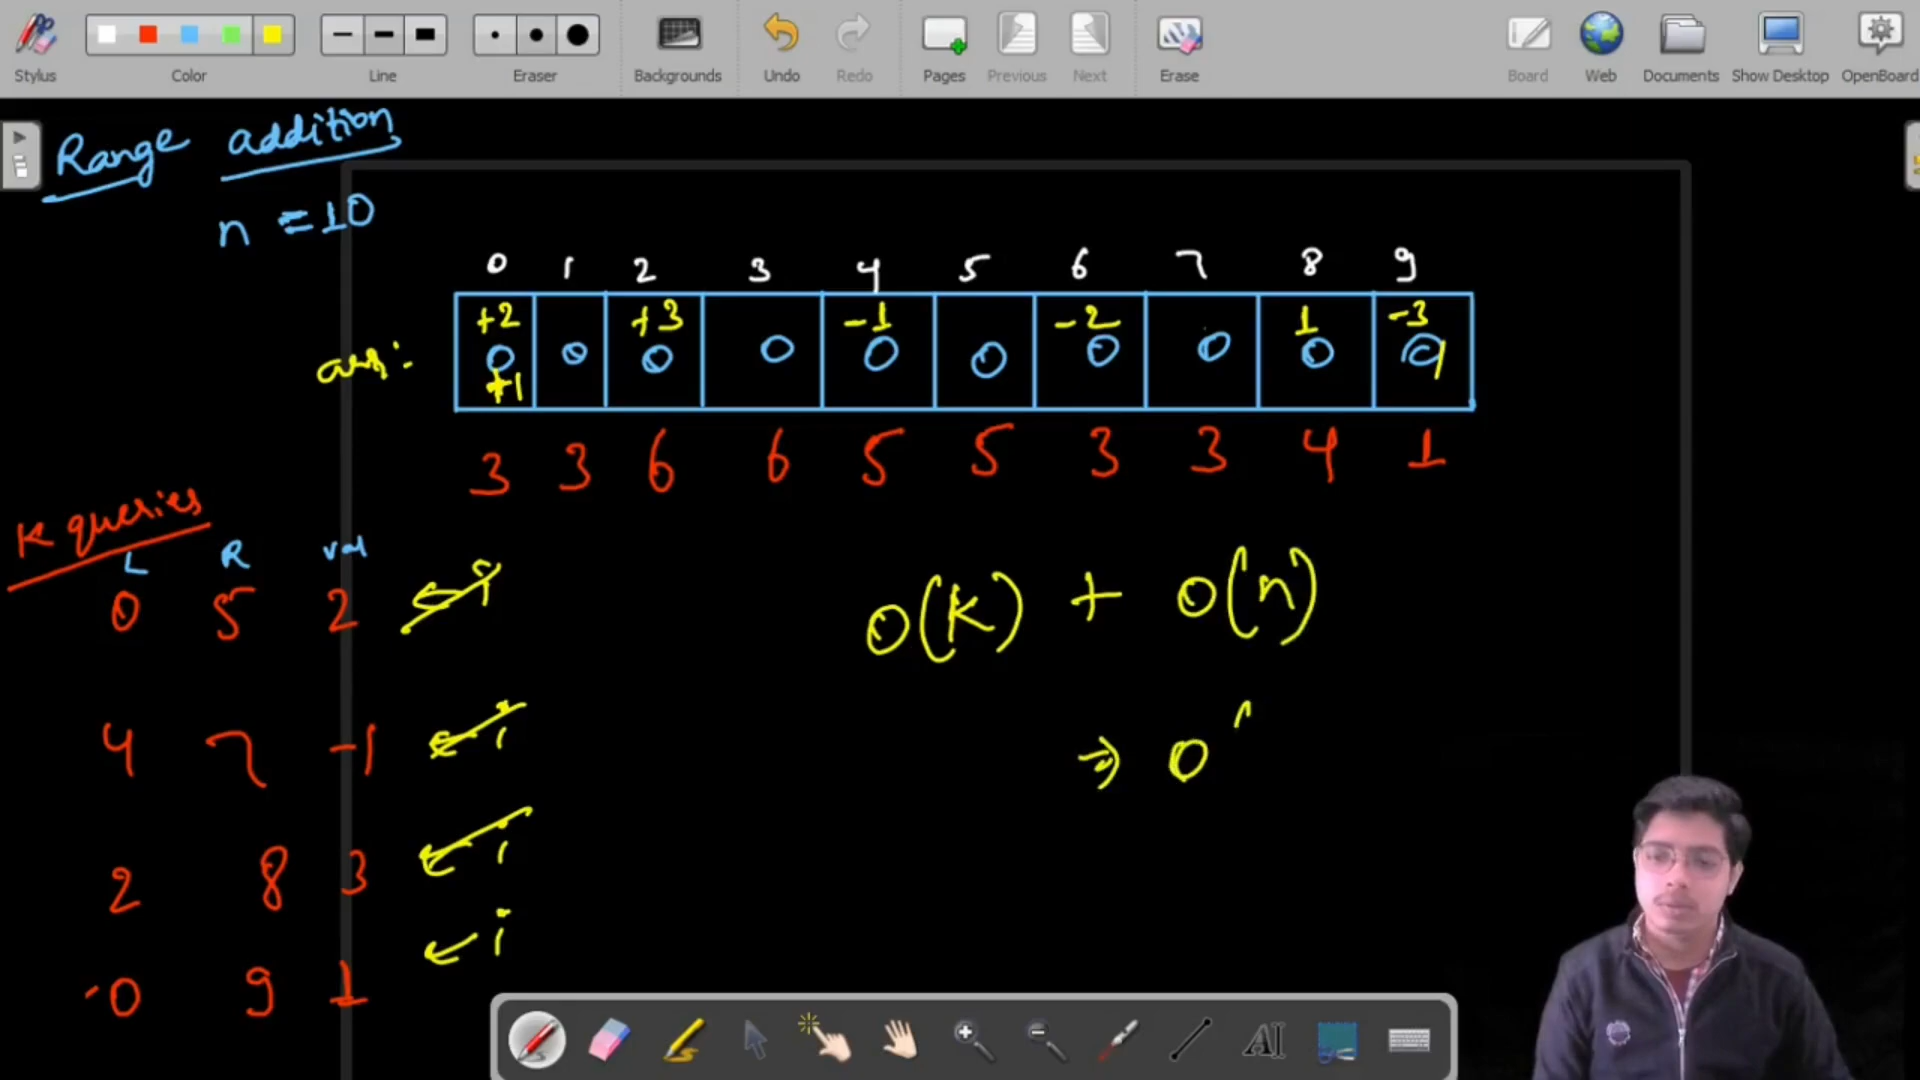 Stylus Color Line Eraser Backgrounds Undo Redo Pages Previous Next Erase Board Web Documents Show Desktop OpenBoard
Range addition
n = 10
0 1 2 3 4 5 6 7 8 9
+2 +3 -1 -2 1 -3
ans: 0 0 0 0 0 0 0 0 0 0
+1
3 3 6 6 5 5 3 3 4 1
K queries
L R val
0 5 2 ← i
O(k) + O(n)
4 7 -1 ← i
⇒ O
2 8 3 ← i
0 9 1 ← i
AI